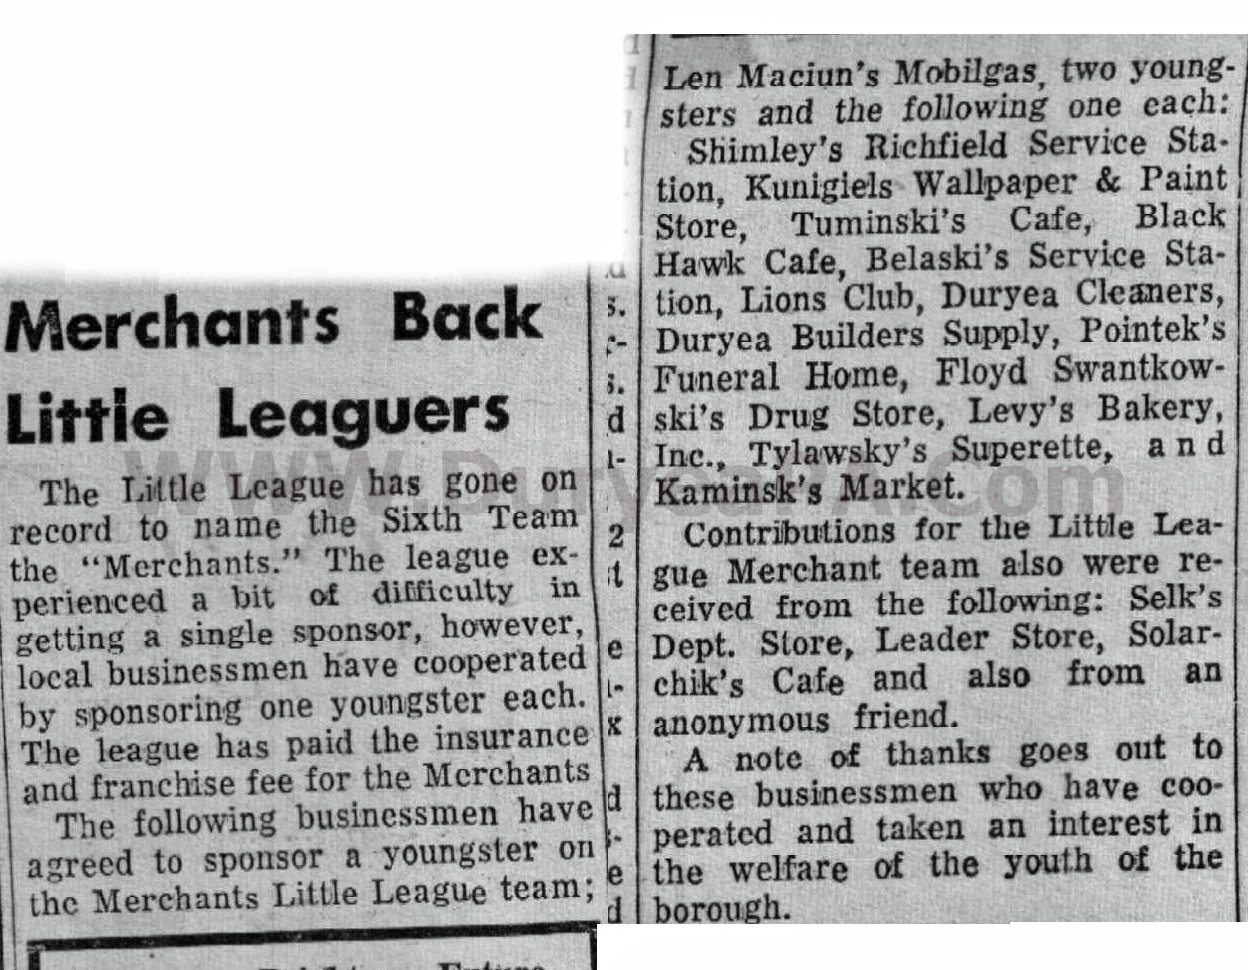 Merchants Back
Little Leaguers
The Little League has gone on
record to name the Sixth Team
the "Merchants." The league ex-
perienced a bit of difficulty in
getting a single sponsor, however,
local businessmen have cooperated
by sponsoring one youngster each.
The league has paid the insurance
and franchise fee for the Merchants
The following businessmen have
agreed to sponsor a youngster on
the Merchants Little League team;
Len Maciun's Mobilgas, two young-
sters and the following one each:
Shimley's Richfield Service Sta-
tion, Kunigiels Wallpaper & Paint
Store, Tuminski's Cafe, Black
Hawk Cafe, Belaski's Service Sta-
tion, Lions Club, Duryea Cleaners,
Duryea Builders Supply, Pointek's
Funeral Home, Floyd Swantkow-
ski's Drug Store, Levy's Bakery,
Inc., Tylawsky's Superette, and
Kaminsk's Market.
Contributions for the Little Lea-
gue Merchant team also were re-
ceived from the following: Selk's
Dept. Store, Leader Store, Solar-
chik's Cafe and also from an
anonymous friend.
A note of thanks goes out to
these businessmen who have coo-
perated and taken an interest in
the welfare of the youth of the
borough.
www.DuryeaPA.Com